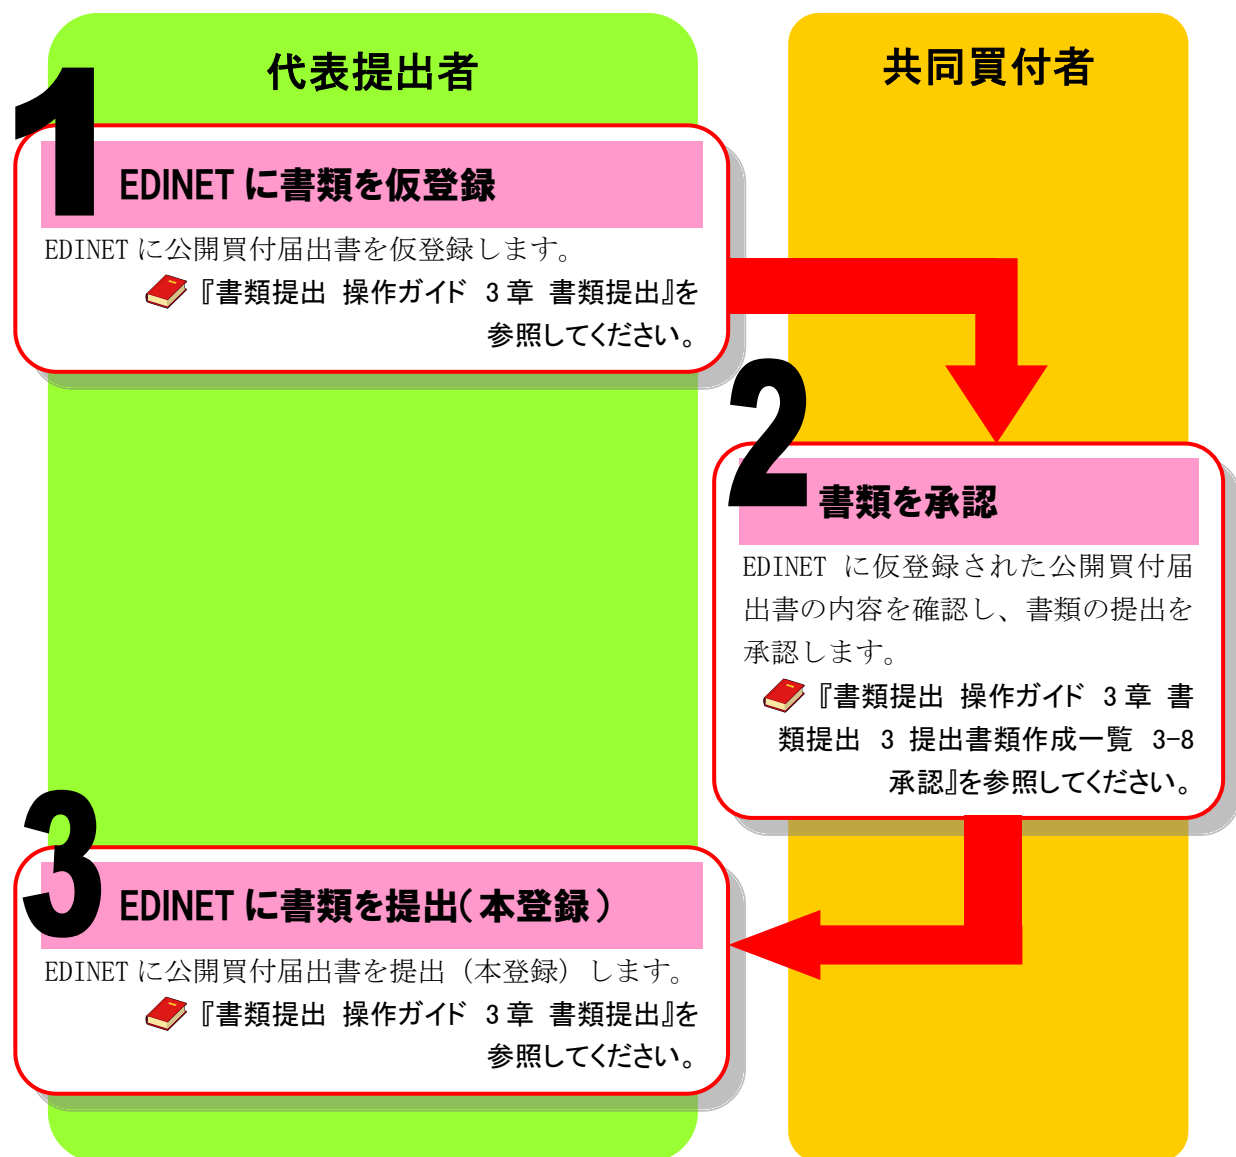 代表提出者
共同買付者
1
EDINET に書類を仮登録
EDINET に公開買付届出書を仮登録します。
『書類提出 操作ガイド 3 章 書類提出』を
参照してください。
2
書類を承認
EDINET に仮登録された公開買付届
出書の内容を確認し、書類の提出を
承認します。
『書類提出 操作ガイド 3 章 書
類提出 3 提出書類作成一覧 3-8
承認』を参照してください。
3
EDINET に書類を提出(本登録)
EDINET に公開買付届出書を提出（本登録）します。
『書類提出 操作ガイド 3 章 書類提出』を
参照してください。